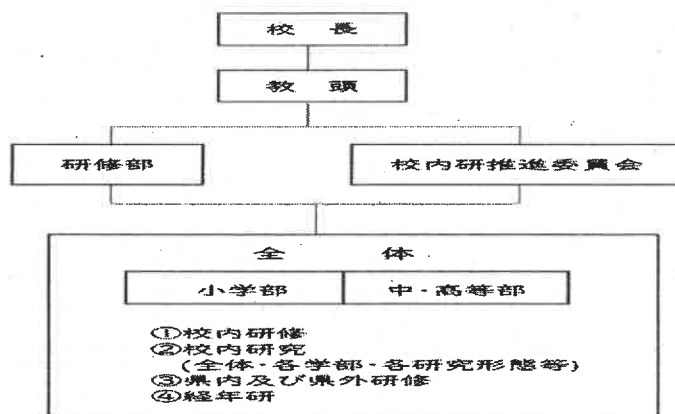 校　長
教　頭
研修部
校内研推進委員会
全　　体
小学部
中・高等部
①校内研修
②校内研究
(全体・各学部・各研究形態等)
③県内及び県外研修
④経年研